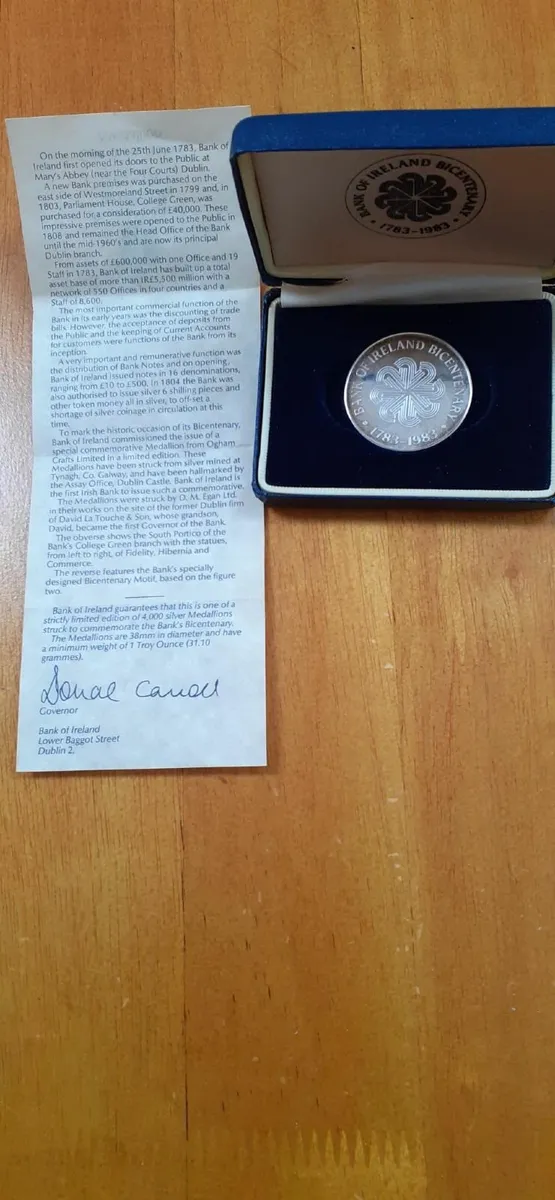 On the morning of the 25th June 1783, Bank of
Ireland first opened its doors to the Public at
Mary's Abbey (near the Four Courts) Dublin.
A new Bank premises was purchased on the
east side of Westmoreland Street in 1799 and, in
1803, Parliament House, College Green, was
purchased for a consideration of £40,000. These
impressive premises were opened to the Public in
1808 and remained the Head Office of the Bank
until the mid-1960's and are now its principal
Dublin branch.
From assets of £600,000 with one Office and 19
Staff in 1783, Bank of Ireland has built up a total
asset base of more than IR£5,500 million with a
network of 550 Offices in four countries and a
Staff of 8,600.
The most important commercial function of the
Bank in its early years was the discounting of trade
bills. However, the acceptance of deposits from
the Public and the keeping of Current Accounts
for customers were functions of the Bank from its
inception.
A very important and remunerative function was
the distribution of Bank Notes and on opening,
Bank of Ireland issued notes in 16 denominations,
ranging from £10 to £500. In 1804 the Bank was
also authorised to issue silver 6 shilling pieces and
other token money all in silver, to off-set a
shortage of silver coinage in circulation at this
time.
To mark the historic occasion of its Bicentenary,
Bank of Ireland commissioned the issue of a
special commemorative Medallion from Ogham
Crafts Limited in a limited edition. These
Medallions have been struck from silver mined at
Tynagh, Co. Galway, and have been hallmarked by
the Assay Office, Dublin Castle. Bank of Ireland is
the first Irish Bank to issue such a commemorative.
The Medallions were struck by D. M. Egan Ltd.
in their works on the site of the former Dublin firm
of David La Touche & Son, whose grandson,
David, became the first Governor of the Bank.
The obverse shows the South Portico of the
Bank's College Green branch with the statues,
from left to right, of Fidelity, Hibernia and
Commerce.
The reverse features the Bank's specially
designed Bicentenary Motif, based on the figure
two.
Bank of Ireland guarantees that this is one of a
strictly limited edition of 4,000 silver Medallions
struck to commemorate the Bank's Bicentenary.
The Medallions are 38mm in diameter and have
a minimum weight of 1 Troy Ounce (31.10
grammes).
Donal Carroll
Governor
Bank of Ireland
Lower Baggot Street
Dublin 2.
BANK OF IRELAND BICENTENARY
• 1783-1983 •
BANK OF IRELAND BICENTENARY
• 1783-1983 •